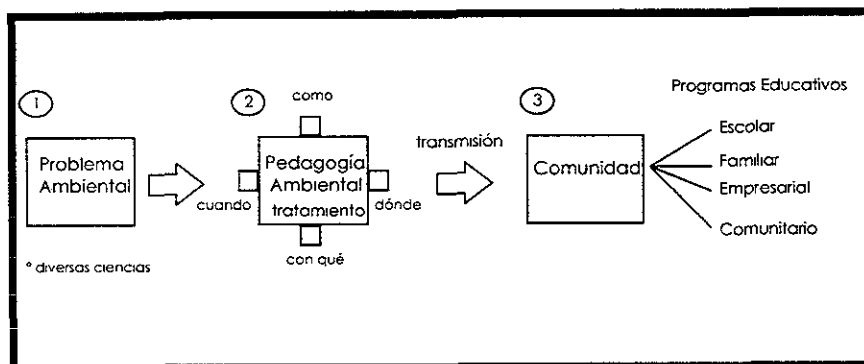 1
Problema
Ambiental
° diversas ciencias
2
como
Pedagogía
Ambiental
tratamiento
cuando
dónde
con qué
transmisión
3
Comunidad
Programas Educativos
Escolar
Familiar
Empresarial
Comunitario